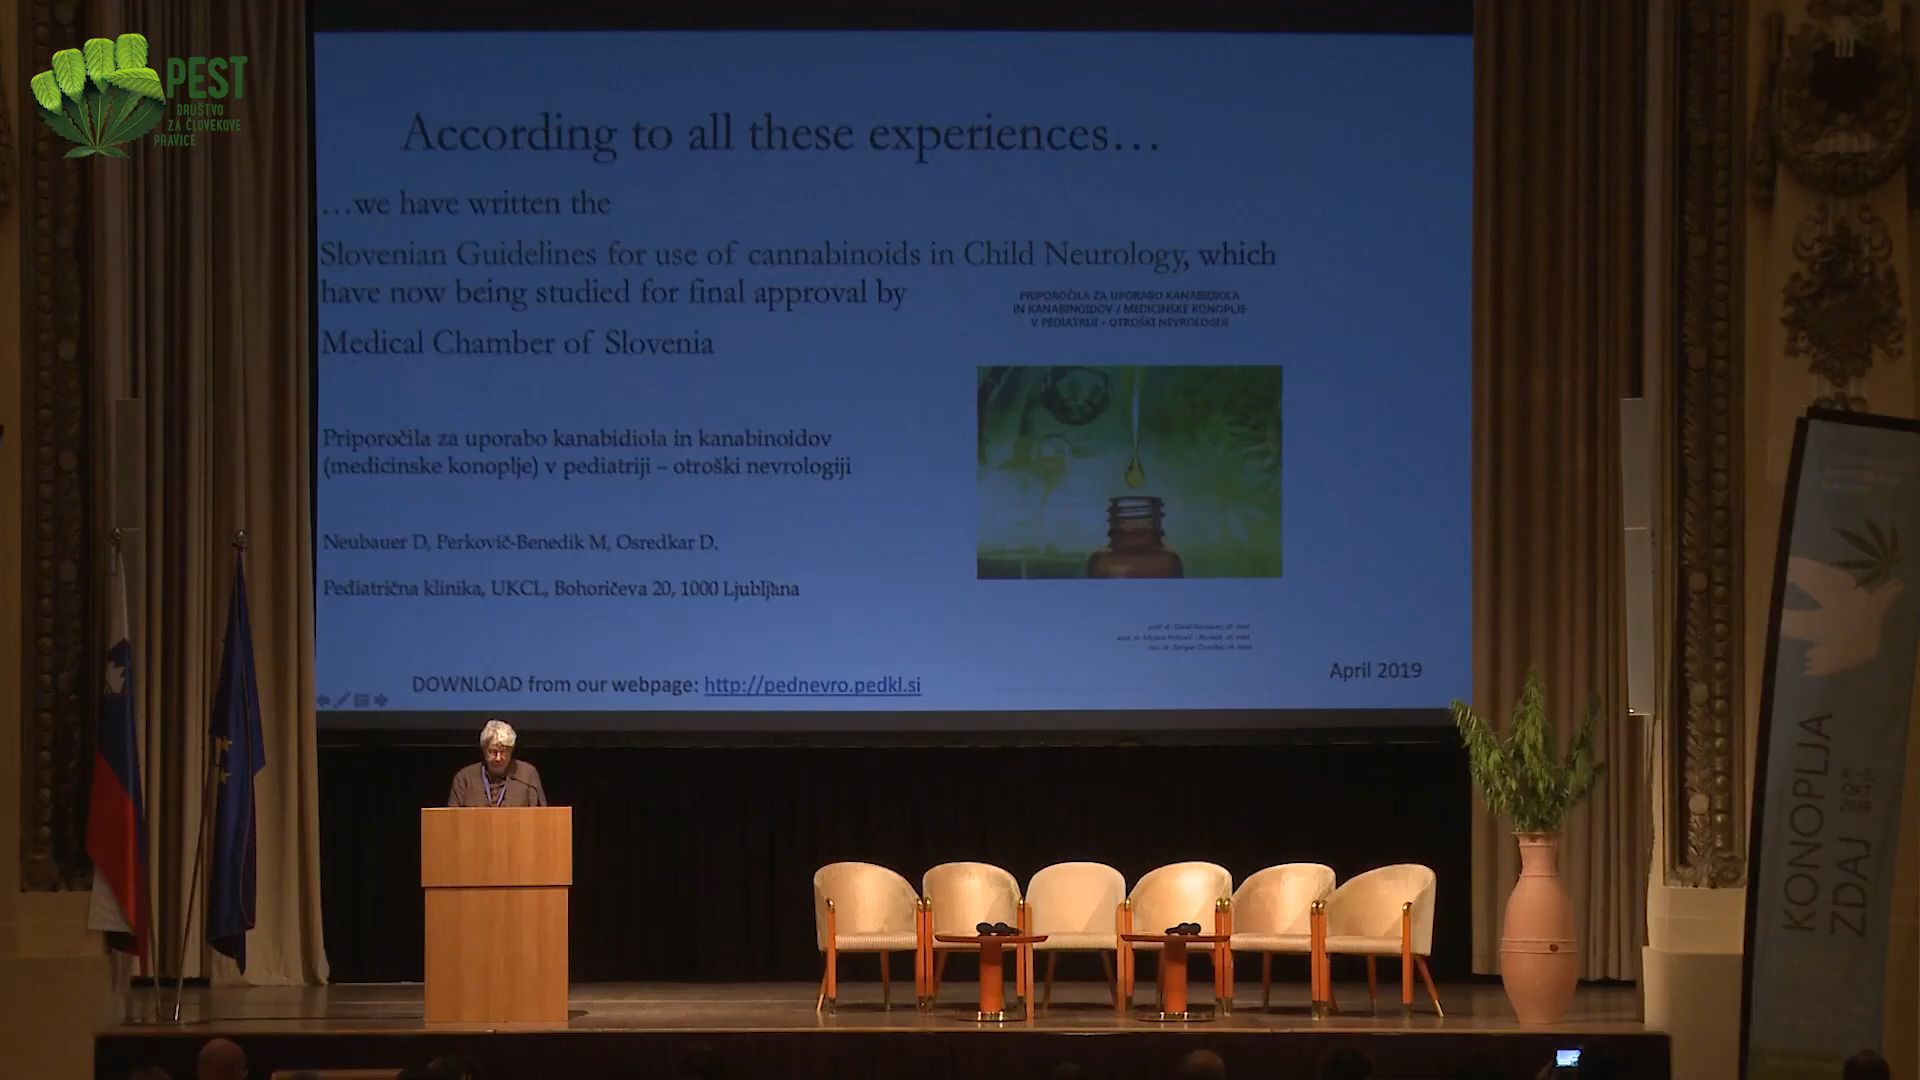 PEST
DRUŠTVO
ZA ČLOVEKOVE
PRAVICE
According to all these experiences…
…we have written the
Slovenian Guidelines for use of cannabinoids in Child Neurology, which
have now being studied for final approval by
Medical Chamber of Slovenia
PRIPOROČILA ZA UPORABO KANABIDIOLA
IN KANABINOIDOV / MEDICINSKE KONOPLJE
V PEDIATRIJI – OTROŠKI NEVROLOGIJI
Priporočila za uporabo kanabidiola in kanabinoidov
(medicinske konoplje) v pediatriji – otroški nevrologiji
Neubauer D, Perkovič-Benedik M, Osredkar D.
Pediatrična klinika, UKCL, Bohoričeva 20, 1000 Ljubljana
April 2019
DOWNLOAD from our webpage: http://pednevro.pedkl.si
KONOPLJA
ZDAJ
OKT
2019